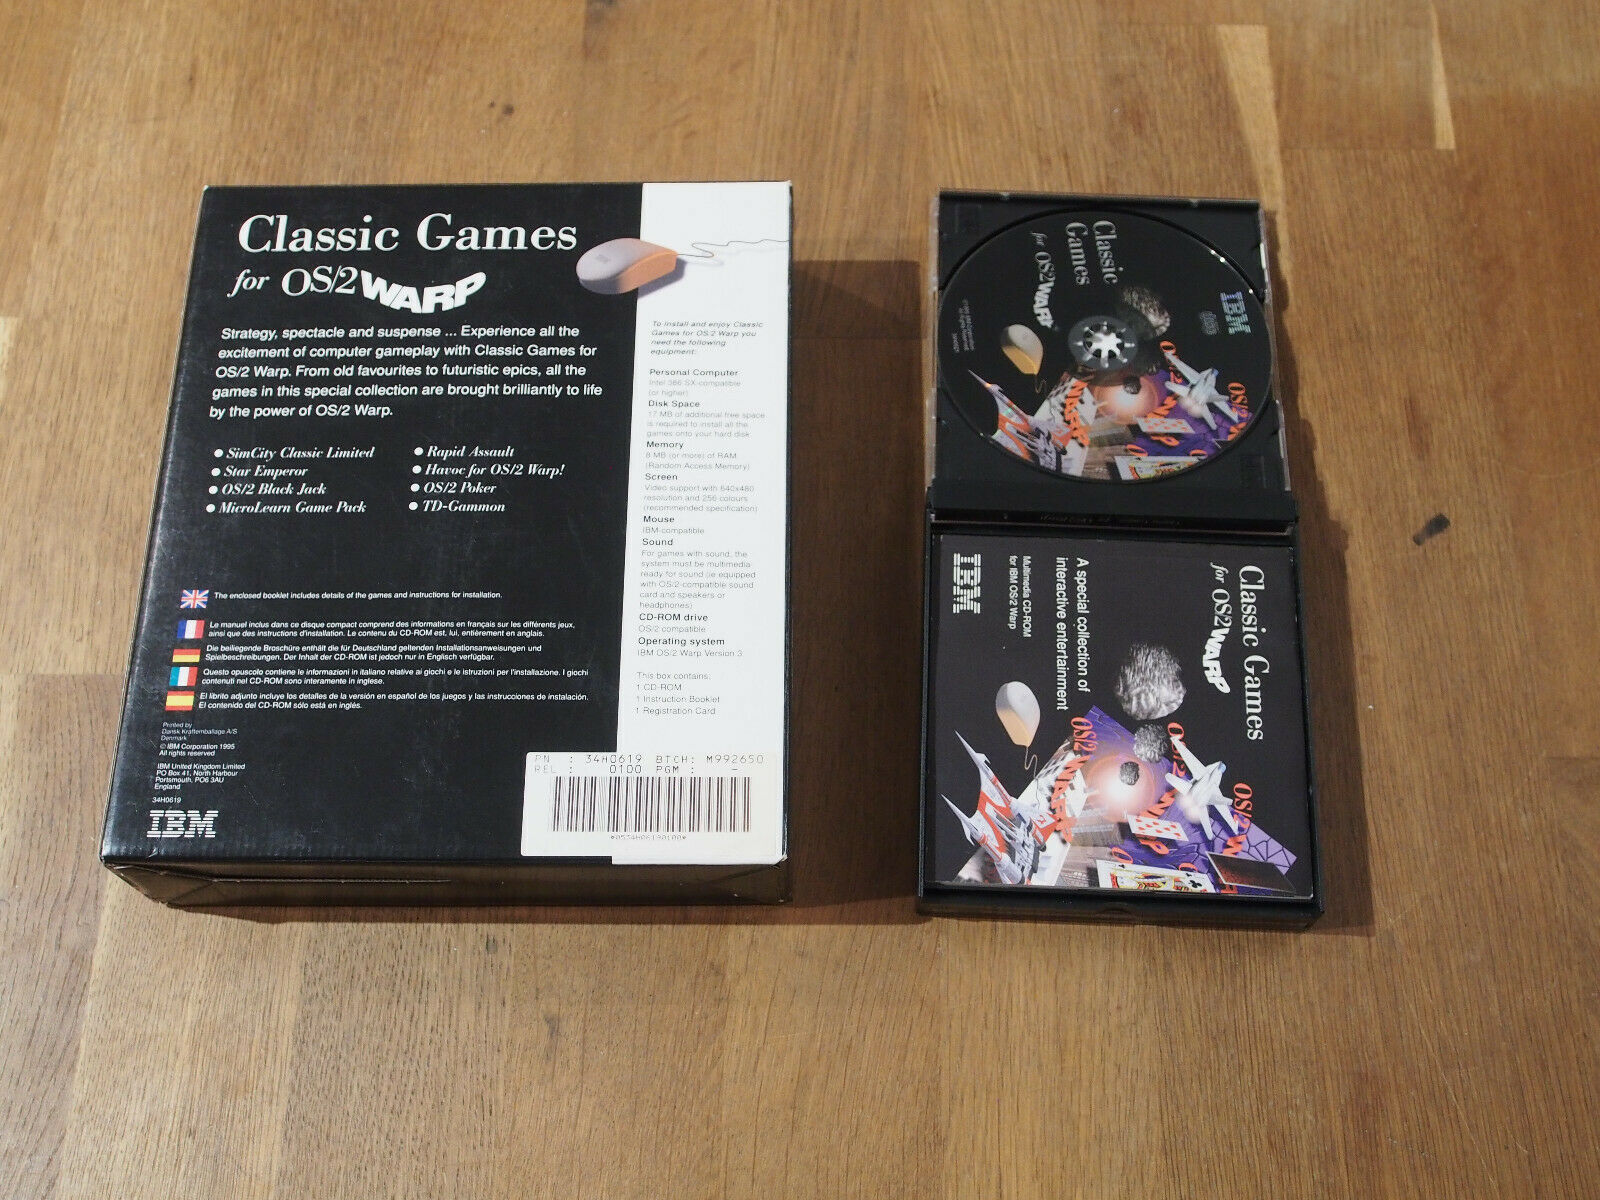 Classic Games
for OS/2 WARP
Strategy, spectacle and suspense ... Experience all the
excitement of computer gameplay with Classic Games for
OS/2 Warp. From old favourites to futuristic epics, all the
games in this special collection are brought brilliantly to life
by the power of OS/2 Warp.
SimCity Classic Limited
Star Emperor
OS/2 Black Jack
MicroLearn Game Pack
Rapid Assault
Havoc for OS/2 Warp!
OS/2 Poker
TD-Gammon
The enclosed booklet includes details of the games and instructions for installation.
Le manuel inclus dans ce disque compact comprend des informations en français sur les différents jeux,
ainsi que des instructions d'installation. Le contenu du CD-ROM est, lui, entièrement en anglais.
Die beiliegende Broschüre enthält die für Deutschland geltenden Installationsanweisungen und
Spielbeschreibungen. Der Inhalt der CD-ROM ist jedoch nur in Englisch verfügbar.
Questo opuscolo contiene le informazioni in italiano relative ai giochi e le istruzioni per l'installazione. I giochi
contenuti nel CD-ROM sono interamente in inglese.
El librito adjunto incluye los detalles de la versión en español de los juegos y las instrucciones de instalación.
El contenido del CD-ROM sólo está en inglés.
Printed by
Dansk Kraftemballage A/S
Denmark
© IBM Corporation 1995
All rights reserved
IBM United Kingdom Limited
PO Box 41, North Harbour
Portsmouth, PO6 3AU
England
34H0619
IBM
To install and enjoy Classic
Games for OS/2 Warp you
need the following
equipment:
Personal Computer
Intel 386 SX-compatible
(or higher)
Disk Space
17 MB of additional free space
is required to install all the
games onto your hard disk
Memory
8 MB (or more) of RAM
(Random Access Memory)
Screen
Video support with 640x480
resolution and 256 colours
(recommended specification)
Mouse
IBM-compatible
Sound
For games with sound, the
system must be multimedia
ready for sound (ie equipped
with OS/2-compatible sound
card and speakers or
headphones)
CD-ROM drive
OS/2 compatible
Operating system
IBM OS/2 Warp Version 3
This box contains:
1 CD-ROM
1 Instruction Booklet
1 Registration Card
PN : 34H0619 BTCH: M992650
REL : 0100 PGM : -
*0534H06190100*
Classic
Games
for OS/2 WARP
IBM
OS/2 W
Classic Games
for OS/2 WARP
A special collection of
interactive entertainment
Multimedia CD-ROM
for IBM OS/2 Warp
IBM
OS/2 WARP
OS/2 W